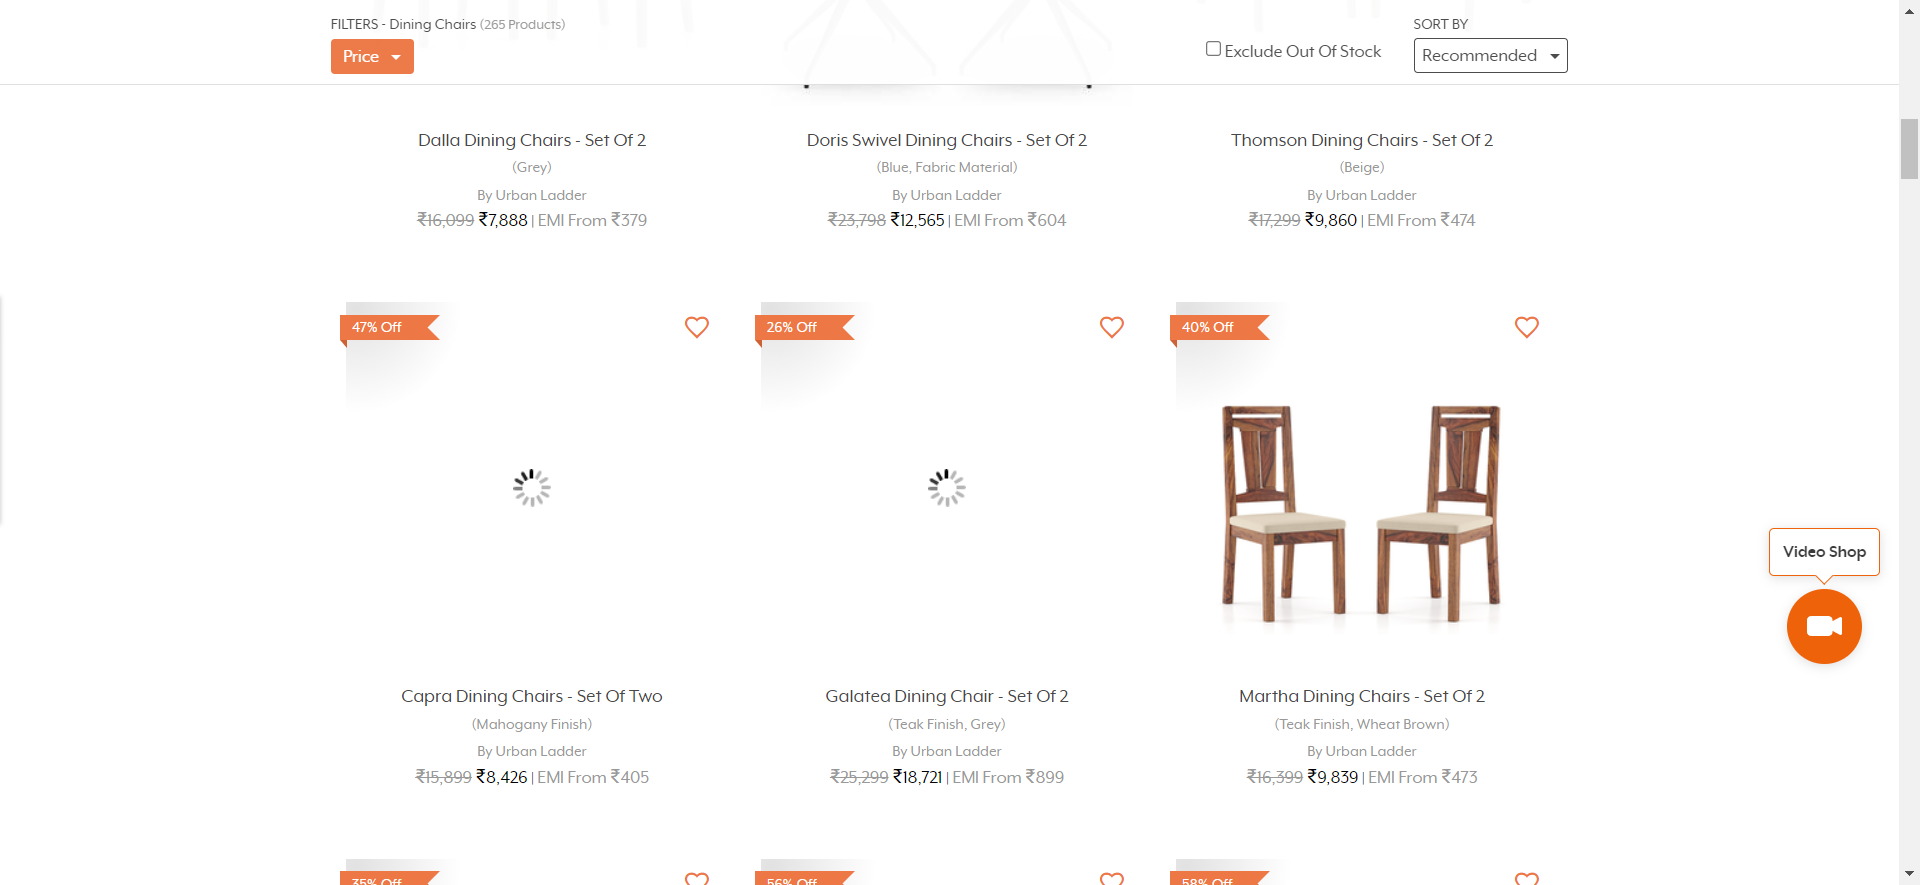 FILTERS - Dining Chairs (265 Products)
Price
Exclude Out Of Stock
SORT BY
Recommended
Dalla Dining Chairs - Set Of 2
(Grey)
By Urban Ladder
₹16,099 ₹7,888 | EMI From ₹379
Doris Swivel Dining Chairs - Set Of 2
(Blue, Fabric Material)
By Urban Ladder
₹23,798 ₹12,565 | EMI From ₹604
Thomson Dining Chairs - Set Of 2
(Beige)
By Urban Ladder
₹17,299 ₹9,860 | EMI From ₹474
47% Off
26% Off
40% Off
Video Shop
Capra Dining Chairs - Set Of Two
(Mahogany Finish)
By Urban Ladder
₹15,899 ₹8,426 | EMI From ₹405
Galatea Dining Chair - Set Of 2
(Teak Finish, Grey)
By Urban Ladder
₹25,299 ₹18,721 | EMI From ₹899
Martha Dining Chairs - Set Of 2
(Teak Finish, Wheat Brown)
By Urban Ladder
₹16,399 ₹9,839 | EMI From ₹473
35% Off
56% Off
58% Off